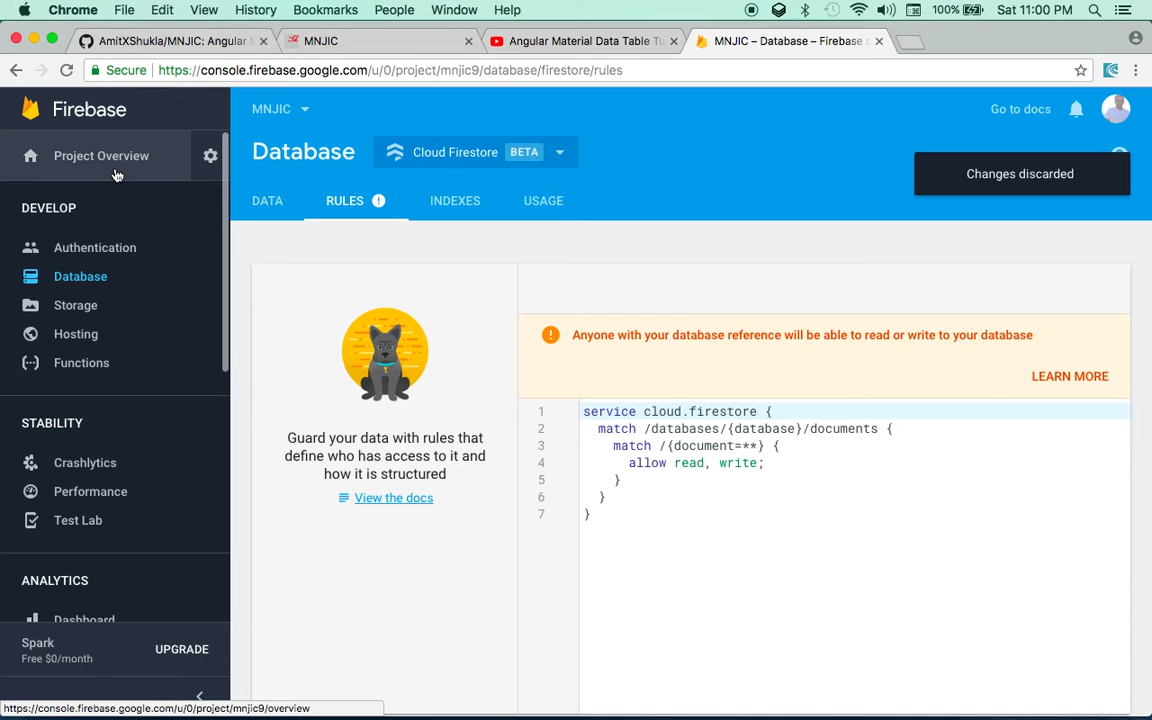 Chrome File Edit View History Bookmarks People Window Help 100% Sat 11:00 PM
AmitXShukla/MNJIC: Angular MNJIC Angular Material Data Table Tu MNJIC – Database – Firebase c
Secure https://console.firebase.google.com/u/0/project/mnjic9/database/firestore/rules
Firebase
Project Overview
DEVELOP
Authentication
Database
Storage
Hosting
Functions
STABILITY
Crashlytics
Performance
Test Lab
ANALYTICS
Dashboard
Spark
Free $0/month
UPGRADE
https://console.firebase.google.com/u/0/project/mnjic9/overview
MNJIC
Go to docs
Database Cloud Firestore BETA
Changes discarded
DATA RULES INDEXES USAGE
Guard your data with rules that
define who has access to it and
how it is structured
View the docs
Anyone with your database reference will be able to read or write to your database
LEARN MORE
1 service cloud.firestore {
2 match /databases/{database}/documents {
3 match /{document=**} {
4 allow read, write;
5 }
6 }
7 }